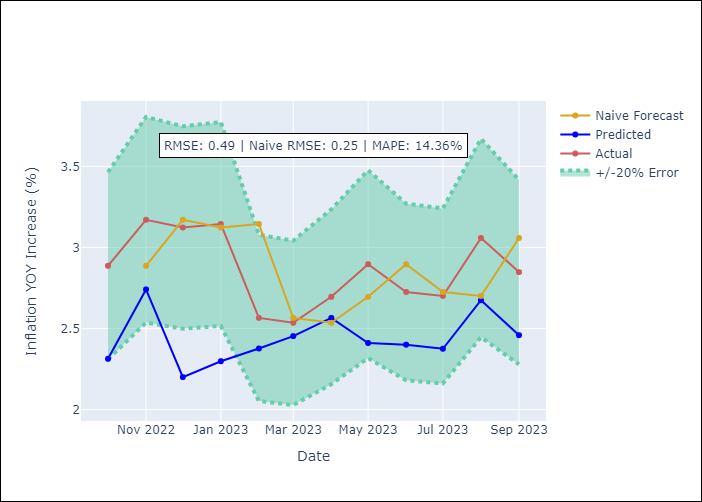 RMSE: 0.49 | Naive RMSE: 0.25 | MAPE: 14.36%
Naive Forecast
Predicted
Actual
+/-20% Error
Inflation YOY Increase (%)
3.5
3
2.5
2
Nov 2022
Jan 2023
Mar 2023
May 2023
Jul 2023
Sep 2023
Date